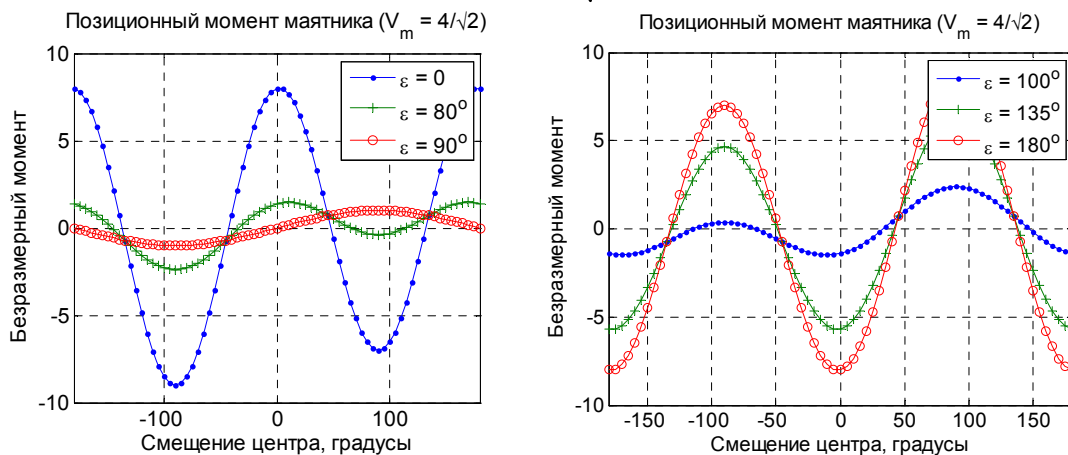 Позиционный момент маятника (V_m = 4/√2)
Безразмерный момент
10
5
0
-5
-10
ε = 0
ε = 80°
ε = 90°
-100
0
100
Смещение центра, градусы
Позиционный момент маятника (V_m = 4/√2)
Безразмерный момент
10
5
0
-5
-10
ε = 100°
ε = 135°
ε = 180°
-150
-100
-50
0
50
100
150
Смещение центра, градусы